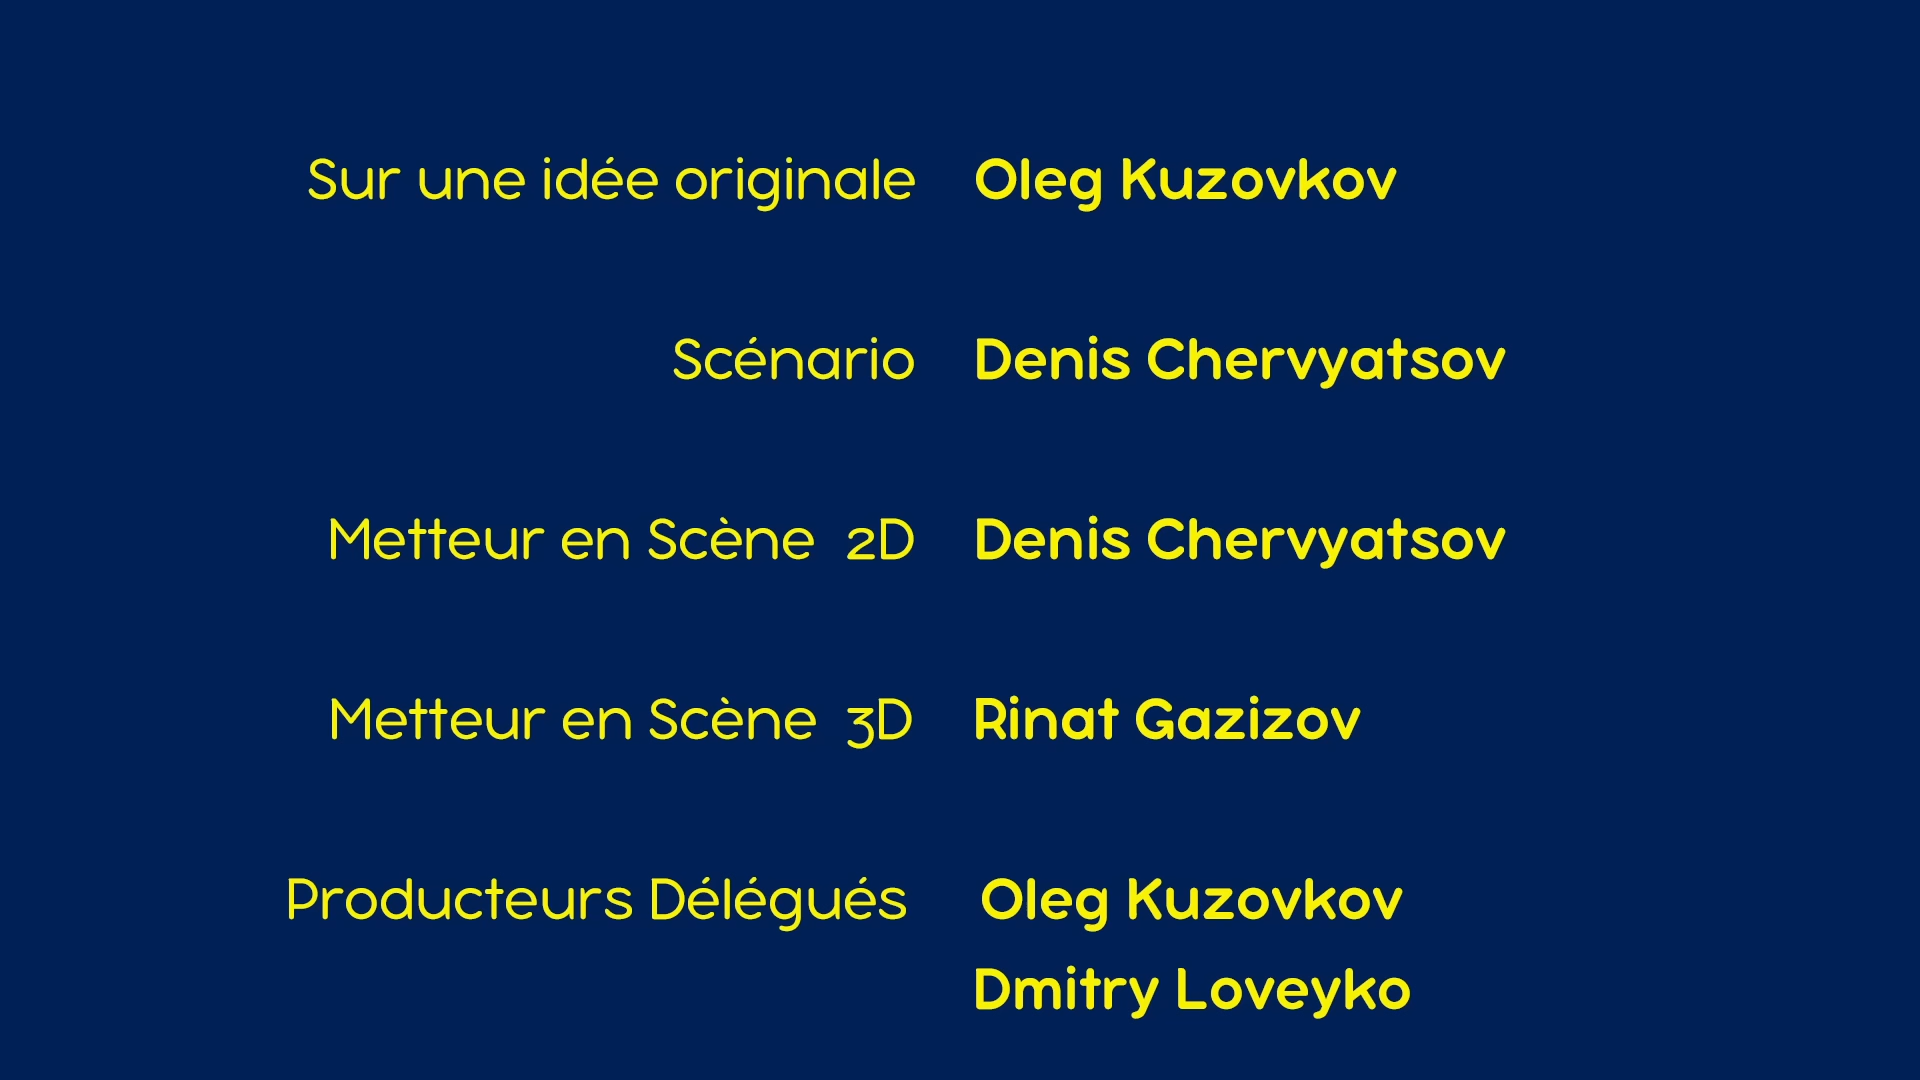 Sur une idée originale Oleg Kuzovkov
Scénario Denis Chervyatsov
Metteur en Scène 2D Denis Chervyatsov
Metteur en Scène 3D Rinat Gazizov
Producteurs Délégués Oleg Kuzovkov
Dmitry Loveyko